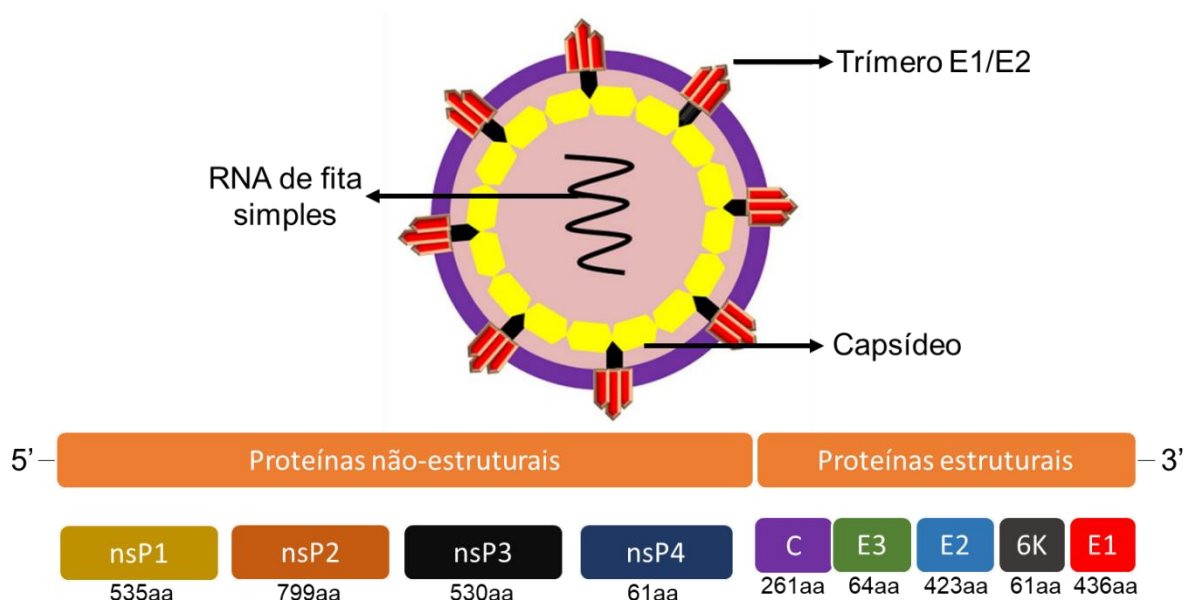 Trímero E1/E2
RNA de fita
simples
Capsídeo
5’ Proteínas não-estruturais Proteínas estruturais 3’
nsP1 nsP2 nsP3 nsP4 C E3 E2 6K E1
535aa 799aa 530aa 61aa 261aa 64aa 423aa 61aa 436aa